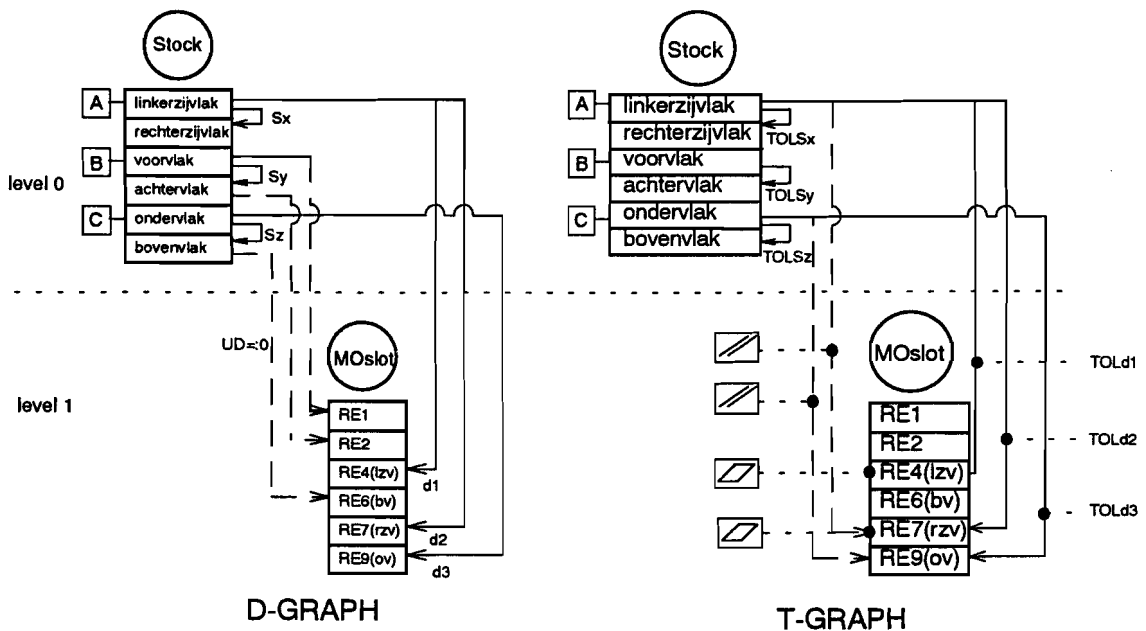 Stock
A
linkerzijvlak
Sx
rechterzijvlak
B
voorvlak
level 0
Sy
achtervlak
C
ondervlak
Sz
bovenvlak
UD=:0
MOslot
level 1
RE1
RE2
RE4(lzv)
d1
RE6(bv)
RE7(rzv)
d2
RE9(ov)
d3
D-GRAPH
Stock
A
linkerzijvlak
TOLSx
rechterzijvlak
B
voorvlak
achtervlak
TOLSy
C
ondervlak
bovenvlak
TOLSz
MOslot
TOLd1
RE1
RE2
TOLd2
RE4(lzv)
RE6(bv)
TOLd3
RE7(rzv)
RE9(ov)
T-GRAPH